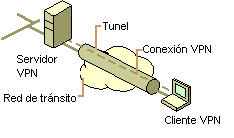 Tunel
Conexión VPN
Servidor
VPN
Red de tránsito
Cliente VPN